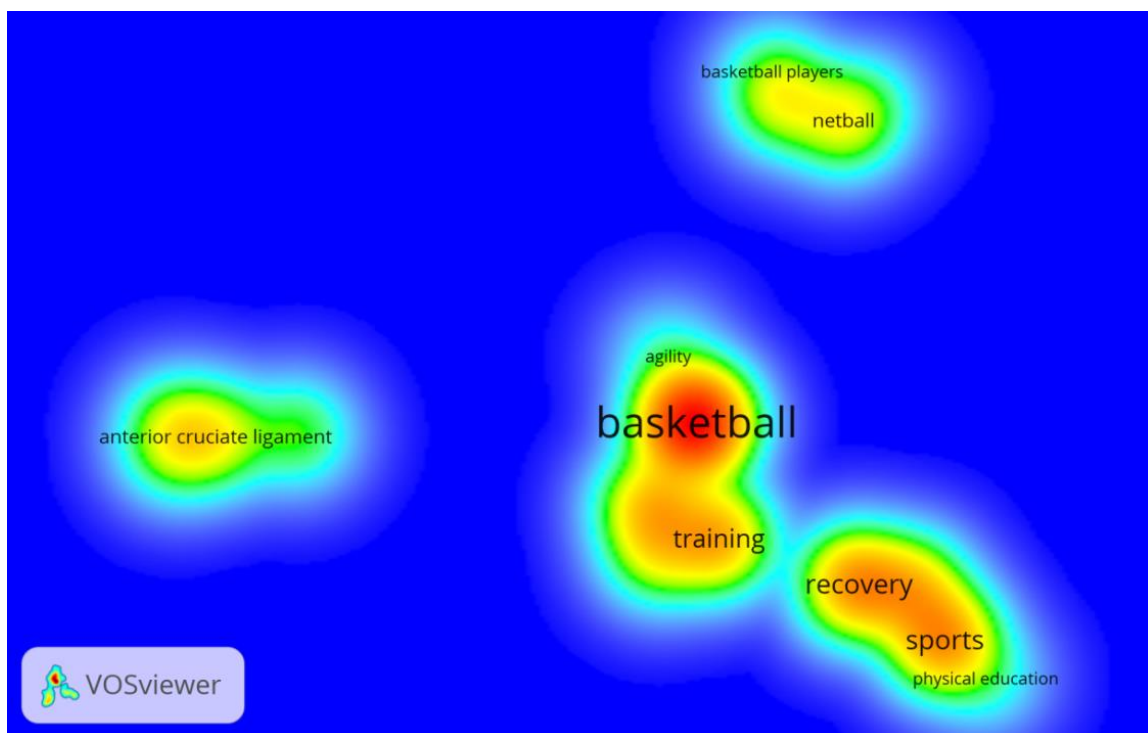 basketball players
netball
agility
basketball
anterior cruciate ligament
training
recovery
sports
physical education
VOSviewer